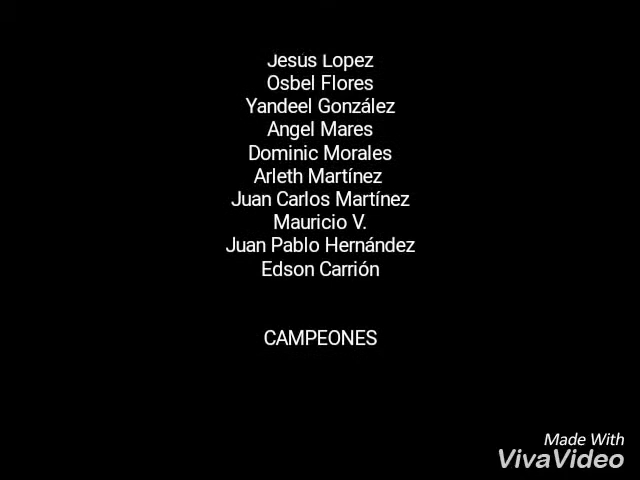 Jesús Lopez
Osbel Flores
Yandeel González
Angel Mares
Dominic Morales
Arleth Martínez
Juan Carlos Martínez
Mauricio V.
Juan Pablo Hernández
Edson Carrión
CAMPEONES
Made With
VivaVideo